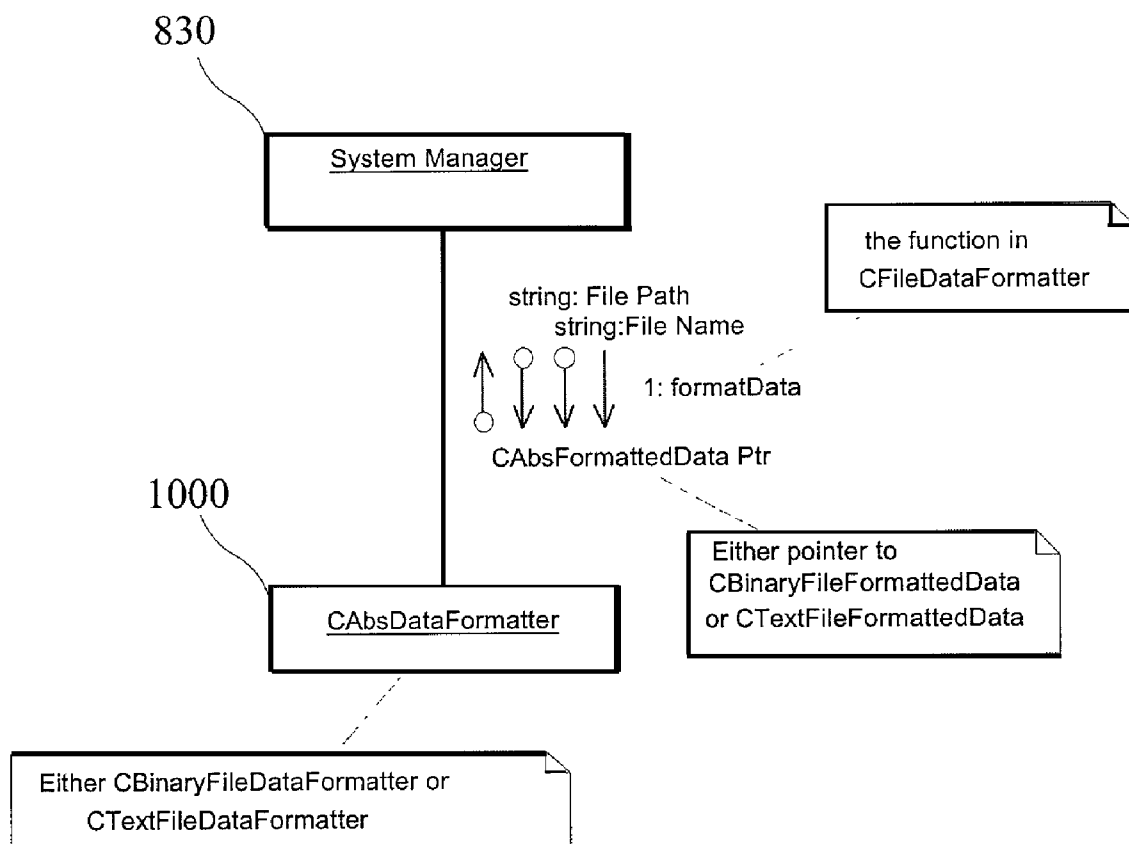 830
System Manager
the function in
CFileDataFormatter
string: File Path
string:File Name
1: formatData
CAbsFormattedData Ptr
1000
Either pointer to
CBinaryFileFormattedData
or CTextFileFormattedData
CAbsDataFormatter
Either CBinaryFileDataFormatter or
CTextFileDataFormatter